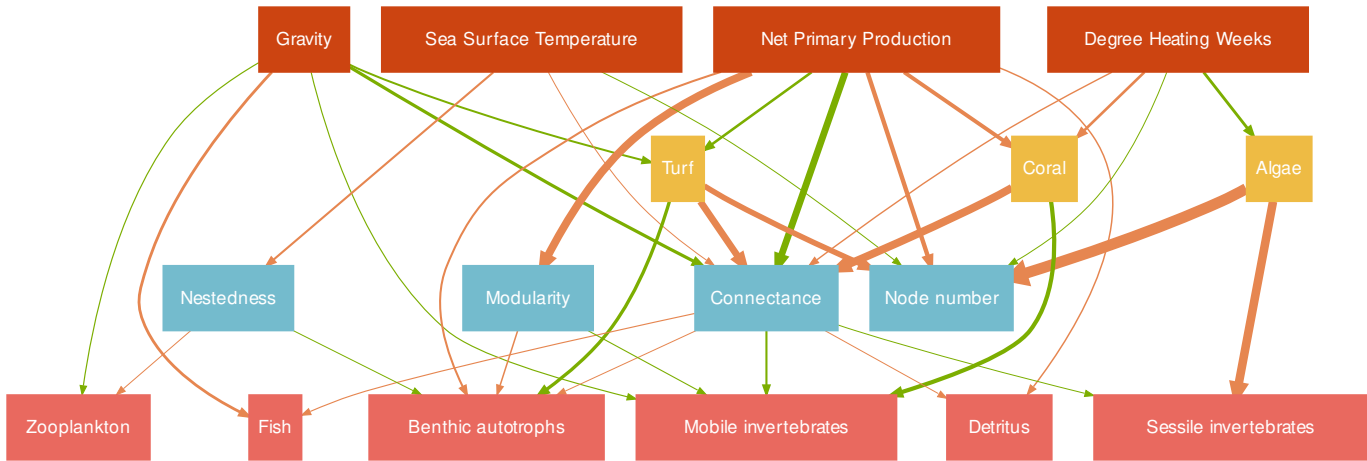 Gravity
Sea Surface Temperature
Net Primary Production
Degree Heating Weeks
Turf
Coral
Algae
Nestedness
Modularity
Connectance
Node number
Zooplankton
Fish
Benthic autotrophs
Mobile invertebrates
Detritus
Sessile invertebrates